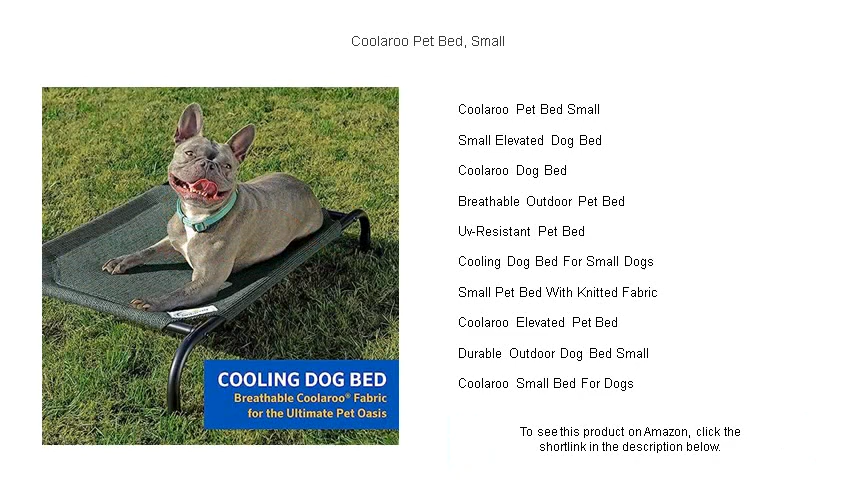 Coolaroo Pet Bed, Small
Coolaroo Pet Bed Small
Small Elevated Dog Bed
Coolaroo Dog Bed
Breathable Outdoor Pet Bed
Uv-Resistant Pet Bed
Cooling Dog Bed For Small Dogs
Small Pet Bed With Knitted Fabric
Coolaroo Elevated Pet Bed
Durable Outdoor Dog Bed Small
Coolaroo Small Bed For Dogs
COOLING DOG BED
Breathable Coolaroo® Fabric
for the Ultimate Pet Oasis
To see this product on Amazon, click the
shortlink in the description below.